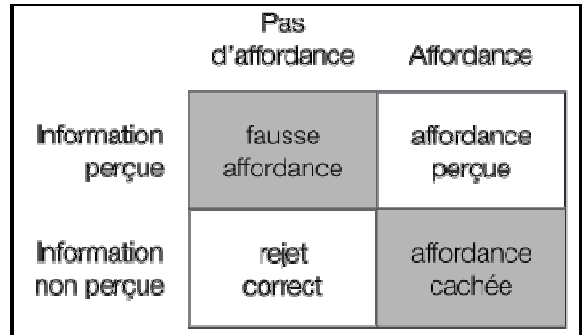 Pas
d'affordance
Affordance
Information
perçue
fausse
affordance
affordance
perçue
Information
non perçue
rejet
correct
affordance
cachée